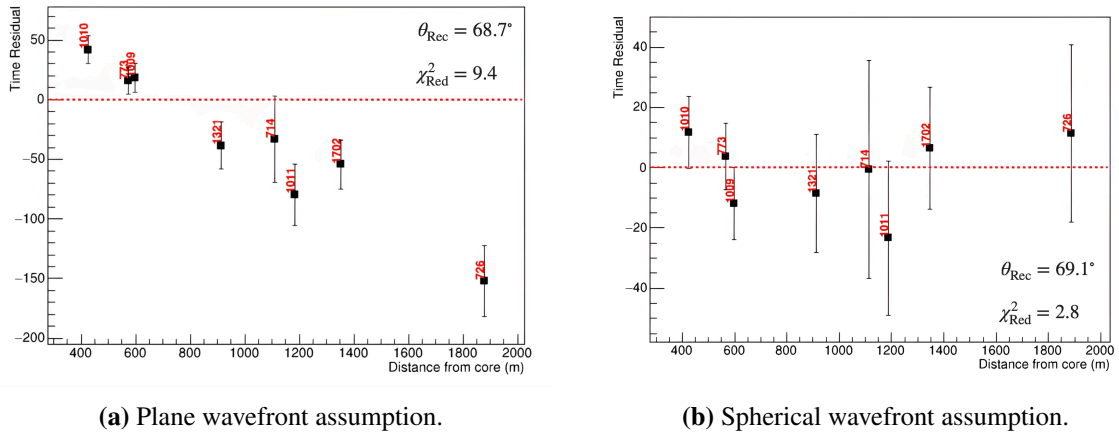 Time Residual
50
0
−50
−100
−150
−200
1010
773
1009
1321
714
1011
1702
726
θRec = 68.7°
χ²Red = 9.4
400 600 800 1000 1200 1400 1600 1800 2000
Distance from core (m)
(a) Plane wavefront assumption.
Time Residual
40
20
0
−20
−40
1010
773
1009
1321
714
1011
1702
726
θRec = 69.1°
χ²Red = 2.8
400 600 800 1000 1200 1400 1600 1800 2000
Distance from core (m)
(b) Spherical wavefront assumption.